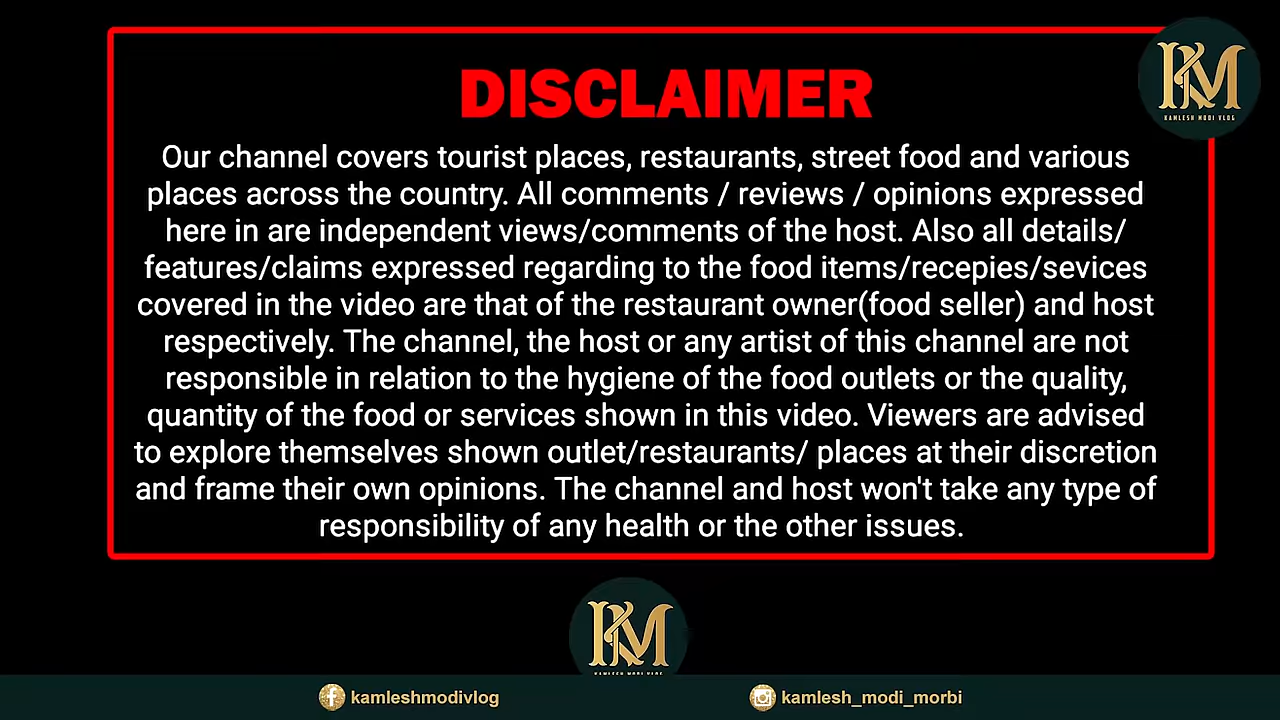 DISCLAIMER
Our channel covers tourist places, restaurants, street food and various
places across the country. All comments / reviews / opinions expressed
here in are independent views/comments of the host. Also all details/
features/claims expressed regarding to the food items/recepies/sevices
covered in the video are that of the restaurant owner(food seller) and host
respectively. The channel, the host or any artist of this channel are not
responsible in relation to the hygiene of the food outlets or the quality,
quantity of the food or services shown in this video. Viewers are advised
to explore themselves shown outlet/restaurants/ places at their discretion
and frame their own opinions. The channel and host won't take any type of
responsibility of any health or the other issues.
KM
KAMLESH MODI VLOG
KM
KAMLESH MODI VLOG
kamleshmodivlog
kamlesh_modi_morbi